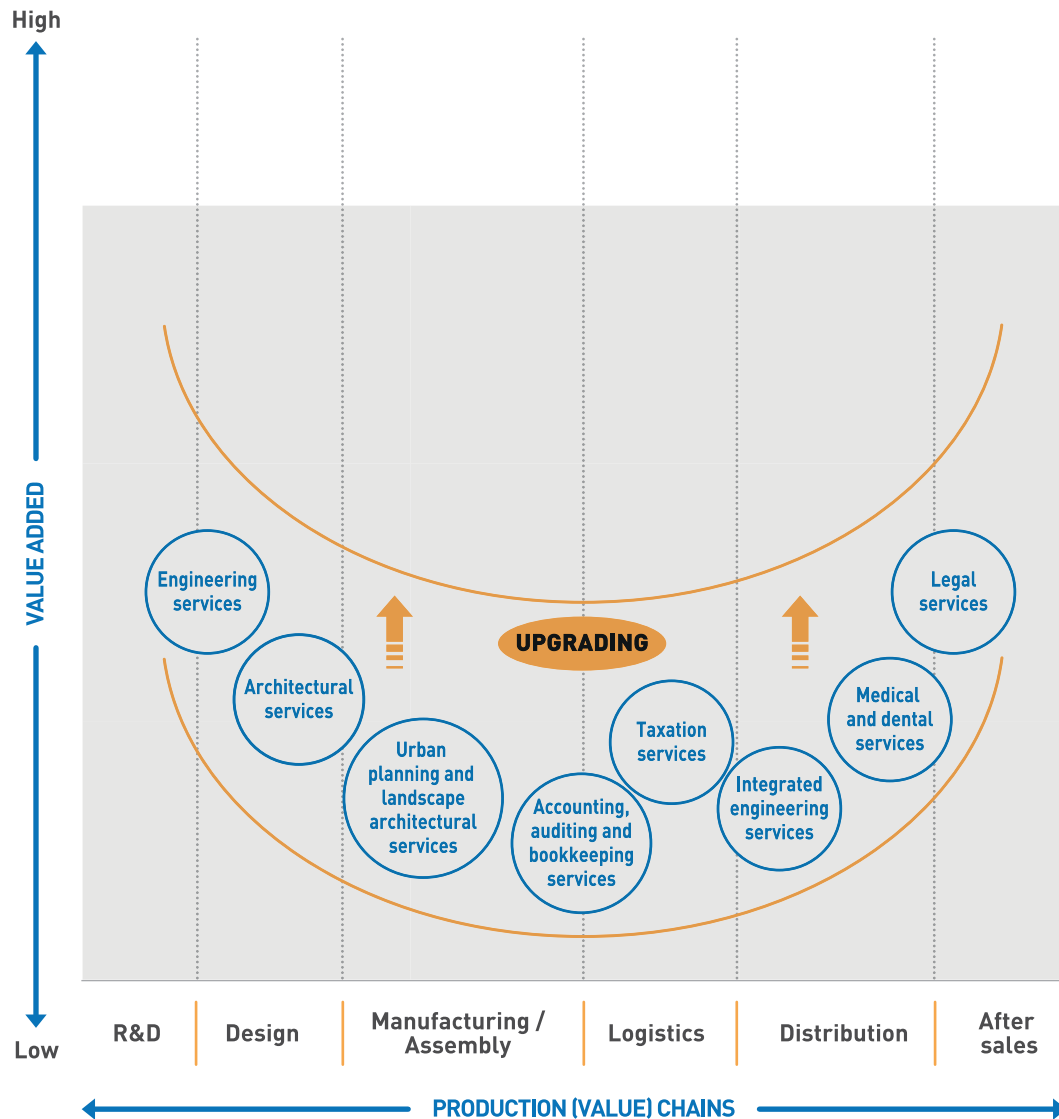 High
VALUE ADDED
Low
Engineering
services
Architectural
services
Urban
planning and
landscape
architectural
services
Accounting,
auditing and
bookkeeping
services
UPGRADING
Taxation
services
Integrated
engineering
services
Medical
and dental
services
Legal
services
R&D
Design
Manufacturing /
Assembly
Logistics
Distribution
After
sales
PRODUCTION (VALUE) CHAINS